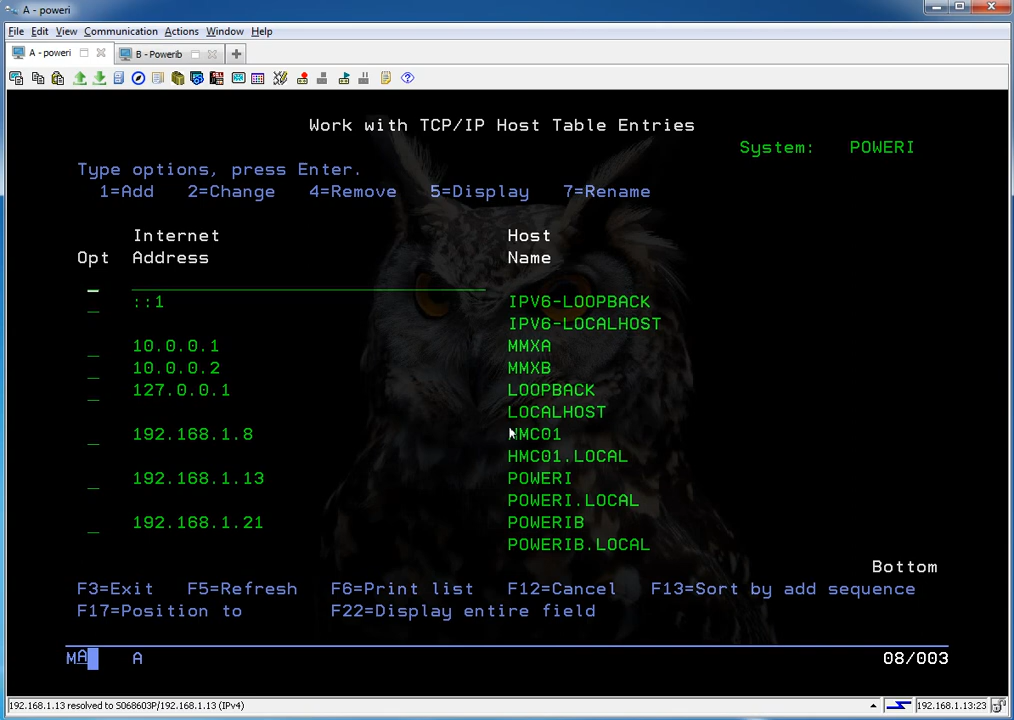 A - poweri
File Edit View Communication Actions Window Help
A - poweri B - Powerib
Work with TCP/IP Host Table Entries
System: POWERI
Type options, press Enter.
1=Add 2=Change 4=Remove 5=Display 7=Rename
Internet Host
Opt Address Name
::1 IPV6-LOOPBACK
IPV6-LOCALHOST
10.0.0.1 MMXA
10.0.0.2 MMXB
127.0.0.1 LOOPBACK
LOCALHOST
192.168.1.8 HMC01
HMC01.LOCAL
192.168.1.13 POWERI
POWERI.LOCAL
192.168.1.21 POWERIB
POWERIB.LOCAL
Bottom
F3=Exit F5=Refresh F6=Print list F12=Cancel F13=Sort by add sequence
F17=Position to F22=Display entire field
MA A 08/003
192.168.1.13 resolved to S068603P/192.168.1.13 (IPv4) 192.168.1.13:23